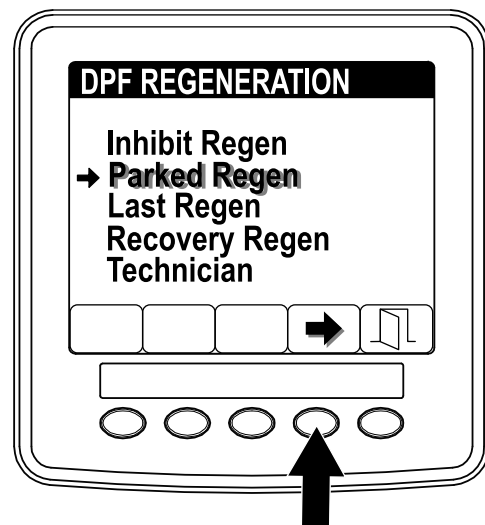 DPF REGENERATION
Inhibit Regen
Parked Regen
Last Regen
Recovery Regen
Technician